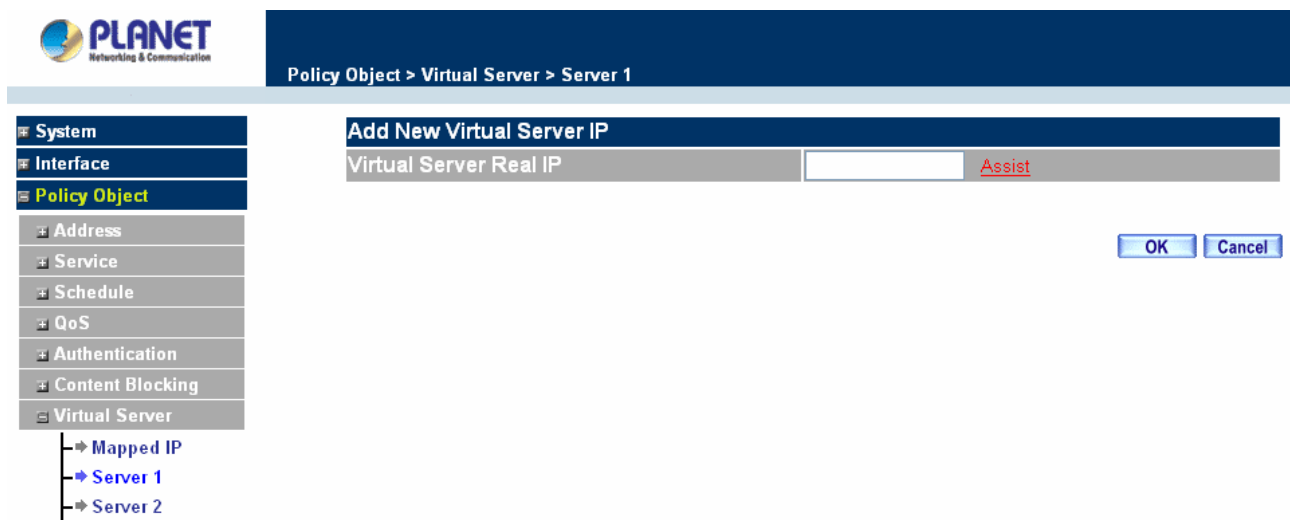 PLANET
Networking & Communication
Policy Object > Virtual Server > Server 1
System
Interface
Policy Object
Address
Service
Schedule
QoS
Authentication
Content Blocking
Virtual Server
Mapped IP
Server 1
Server 2
Add New Virtual Server IP
Virtual Server Real IP Assist
OK Cancel